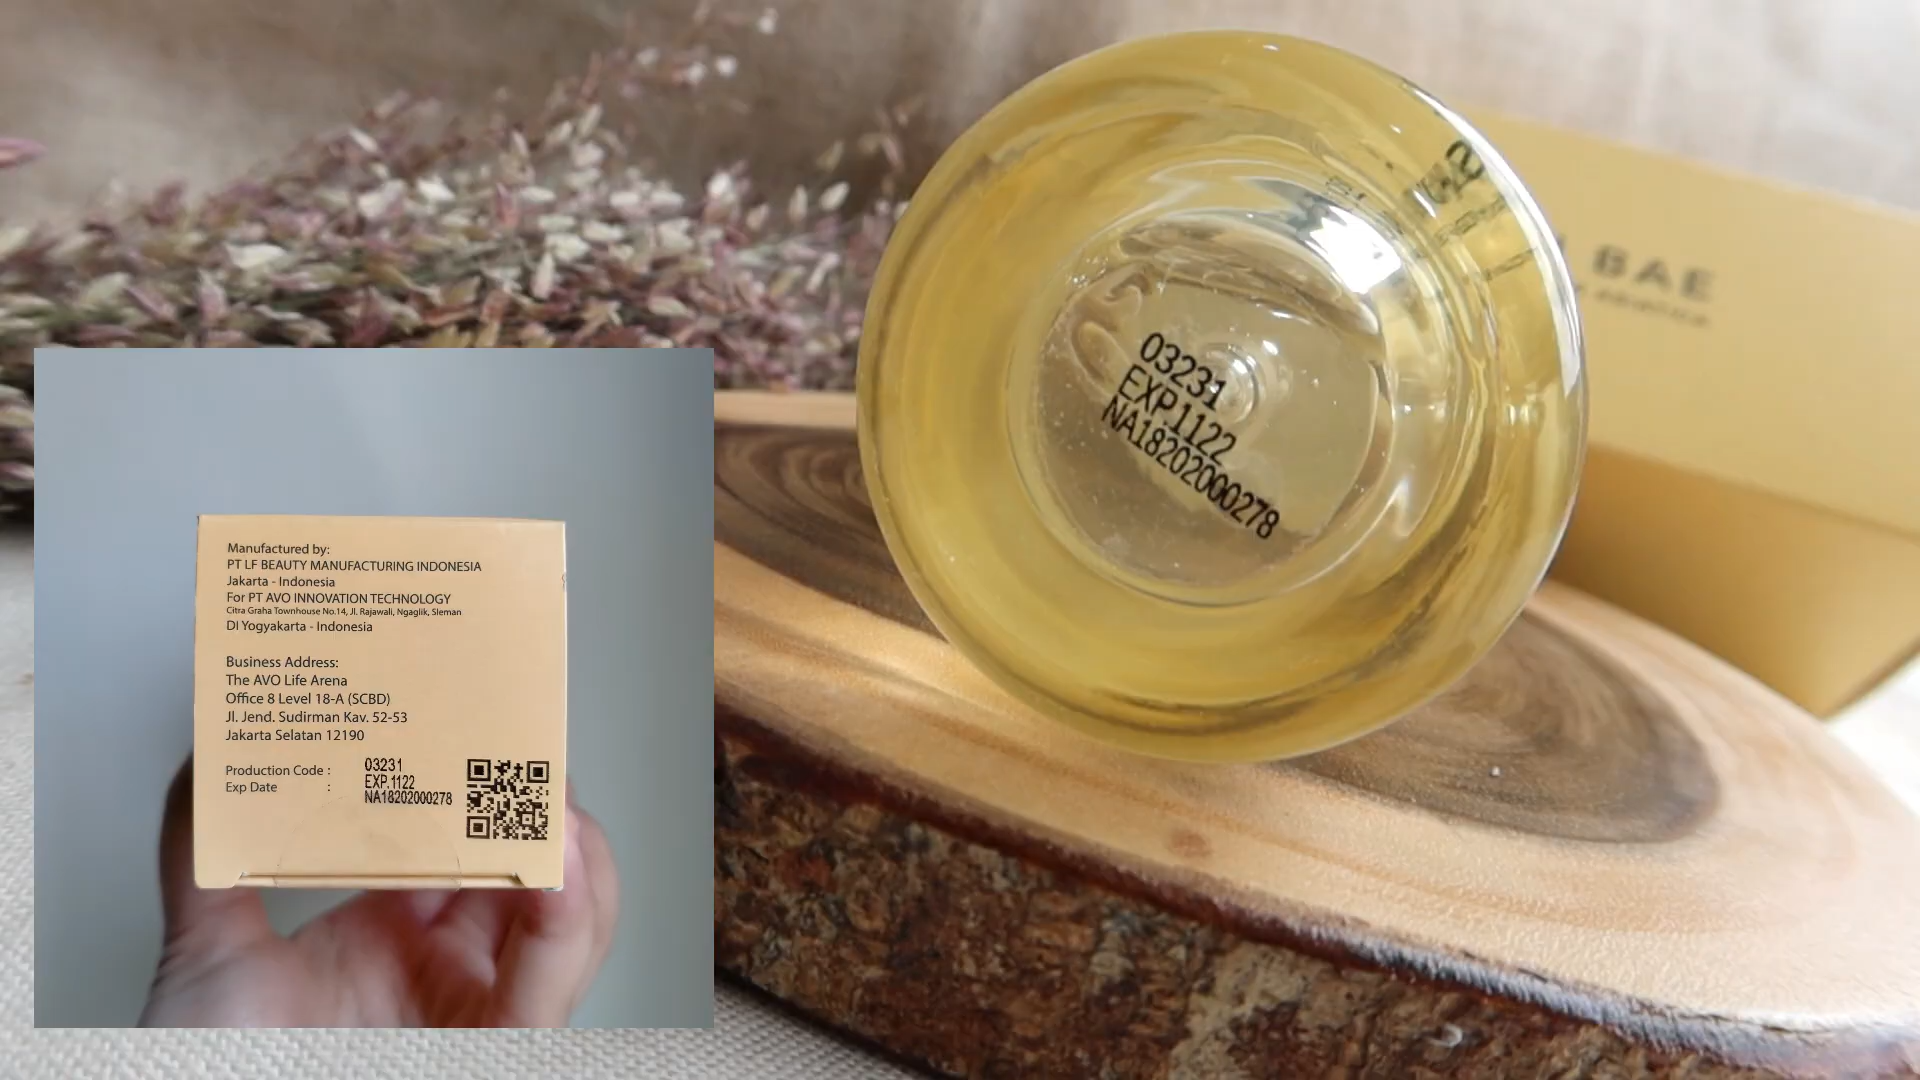 Manufactured by:
PT LF BEAUTY MANUFACTURING INDONESIA
Jakarta - Indonesia
For PT AVO INNOVATION TECHNOLOGY
Citra Graha Townhouse No.14, Jl. Rajawali, Ngaglik, Sleman
DI Yogyakarta - Indonesia
Business Address:
The AVO Life Arena
Office 8 Level 18-A (SCBD)
Jl. Jend. Sudirman Kav. 52-53
Jakarta Selatan 12190
Production Code : 03231
Exp Date : EXP.1122
NA18202000278
03231
EXP.1122
NA18202000278
BAE